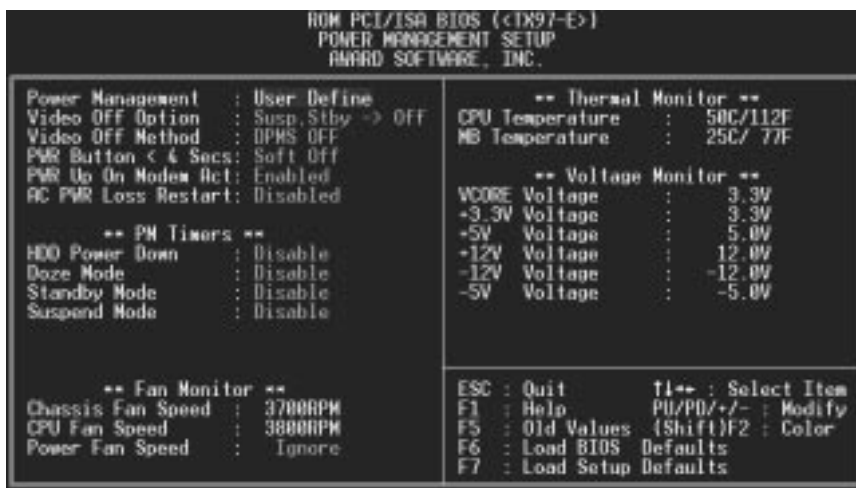 ROM PCI/ISA BIOS (<TX97-E>)
POWER MANAGEMENT SETUP
AWARD SOFTWARE, INC.
Power Management : User Define
Video Off Option : Susp,Stby -> Off
Video Off Method : DPMS OFF
PWR Button < 4 Secs: Soft Off
PWR Up On Modem Act: Enabled
AC PWR Loss Restart: Disabled
** PM Timers **
HDD Power Down : Disable
Doze Mode : Disable
Standby Mode : Disable
Suspend Mode : Disable
** Fan Monitor **
Chassis Fan Speed : 3700RPM
CPU Fan Speed : 3800RPM
Power Fan Speed : Ignore
** Thermal Monitor **
CPU Temperature : 50C/112F
MB Temperature : 25C/ 77F
** Voltage Monitor **
VCORE Voltage : 3.3V
+3.3V Voltage : 3.3V
+5V Voltage : 5.0V
+12V Voltage : 12.0V
-12V Voltage : -12.0V
-5V Voltage : -5.0V
ESC : Quit ↑↓→← : Select Item
F1 : Help PU/PD/+/- : Modify
F5 : Old Values (Shift)F2 : Color
F6 : Load BIOS Defaults
F7 : Load Setup Defaults